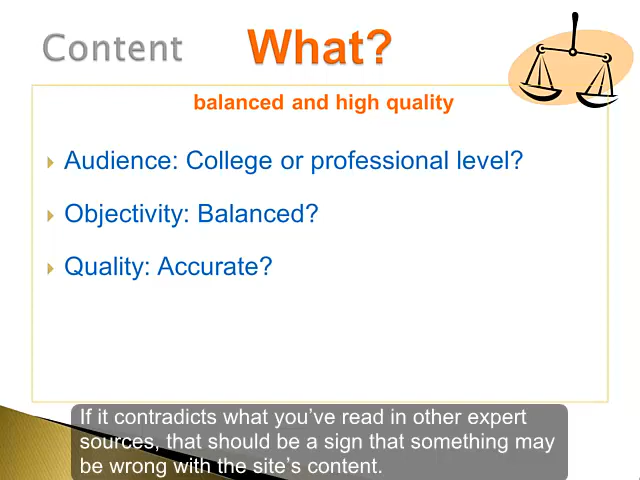 Content What?
balanced and high quality
Audience: College or professional level?
Objectivity: Balanced?
Quality: Accurate?
If it contradicts what you’ve read in other expert
sources, that should be a sign that something may
be wrong with the site’s content.